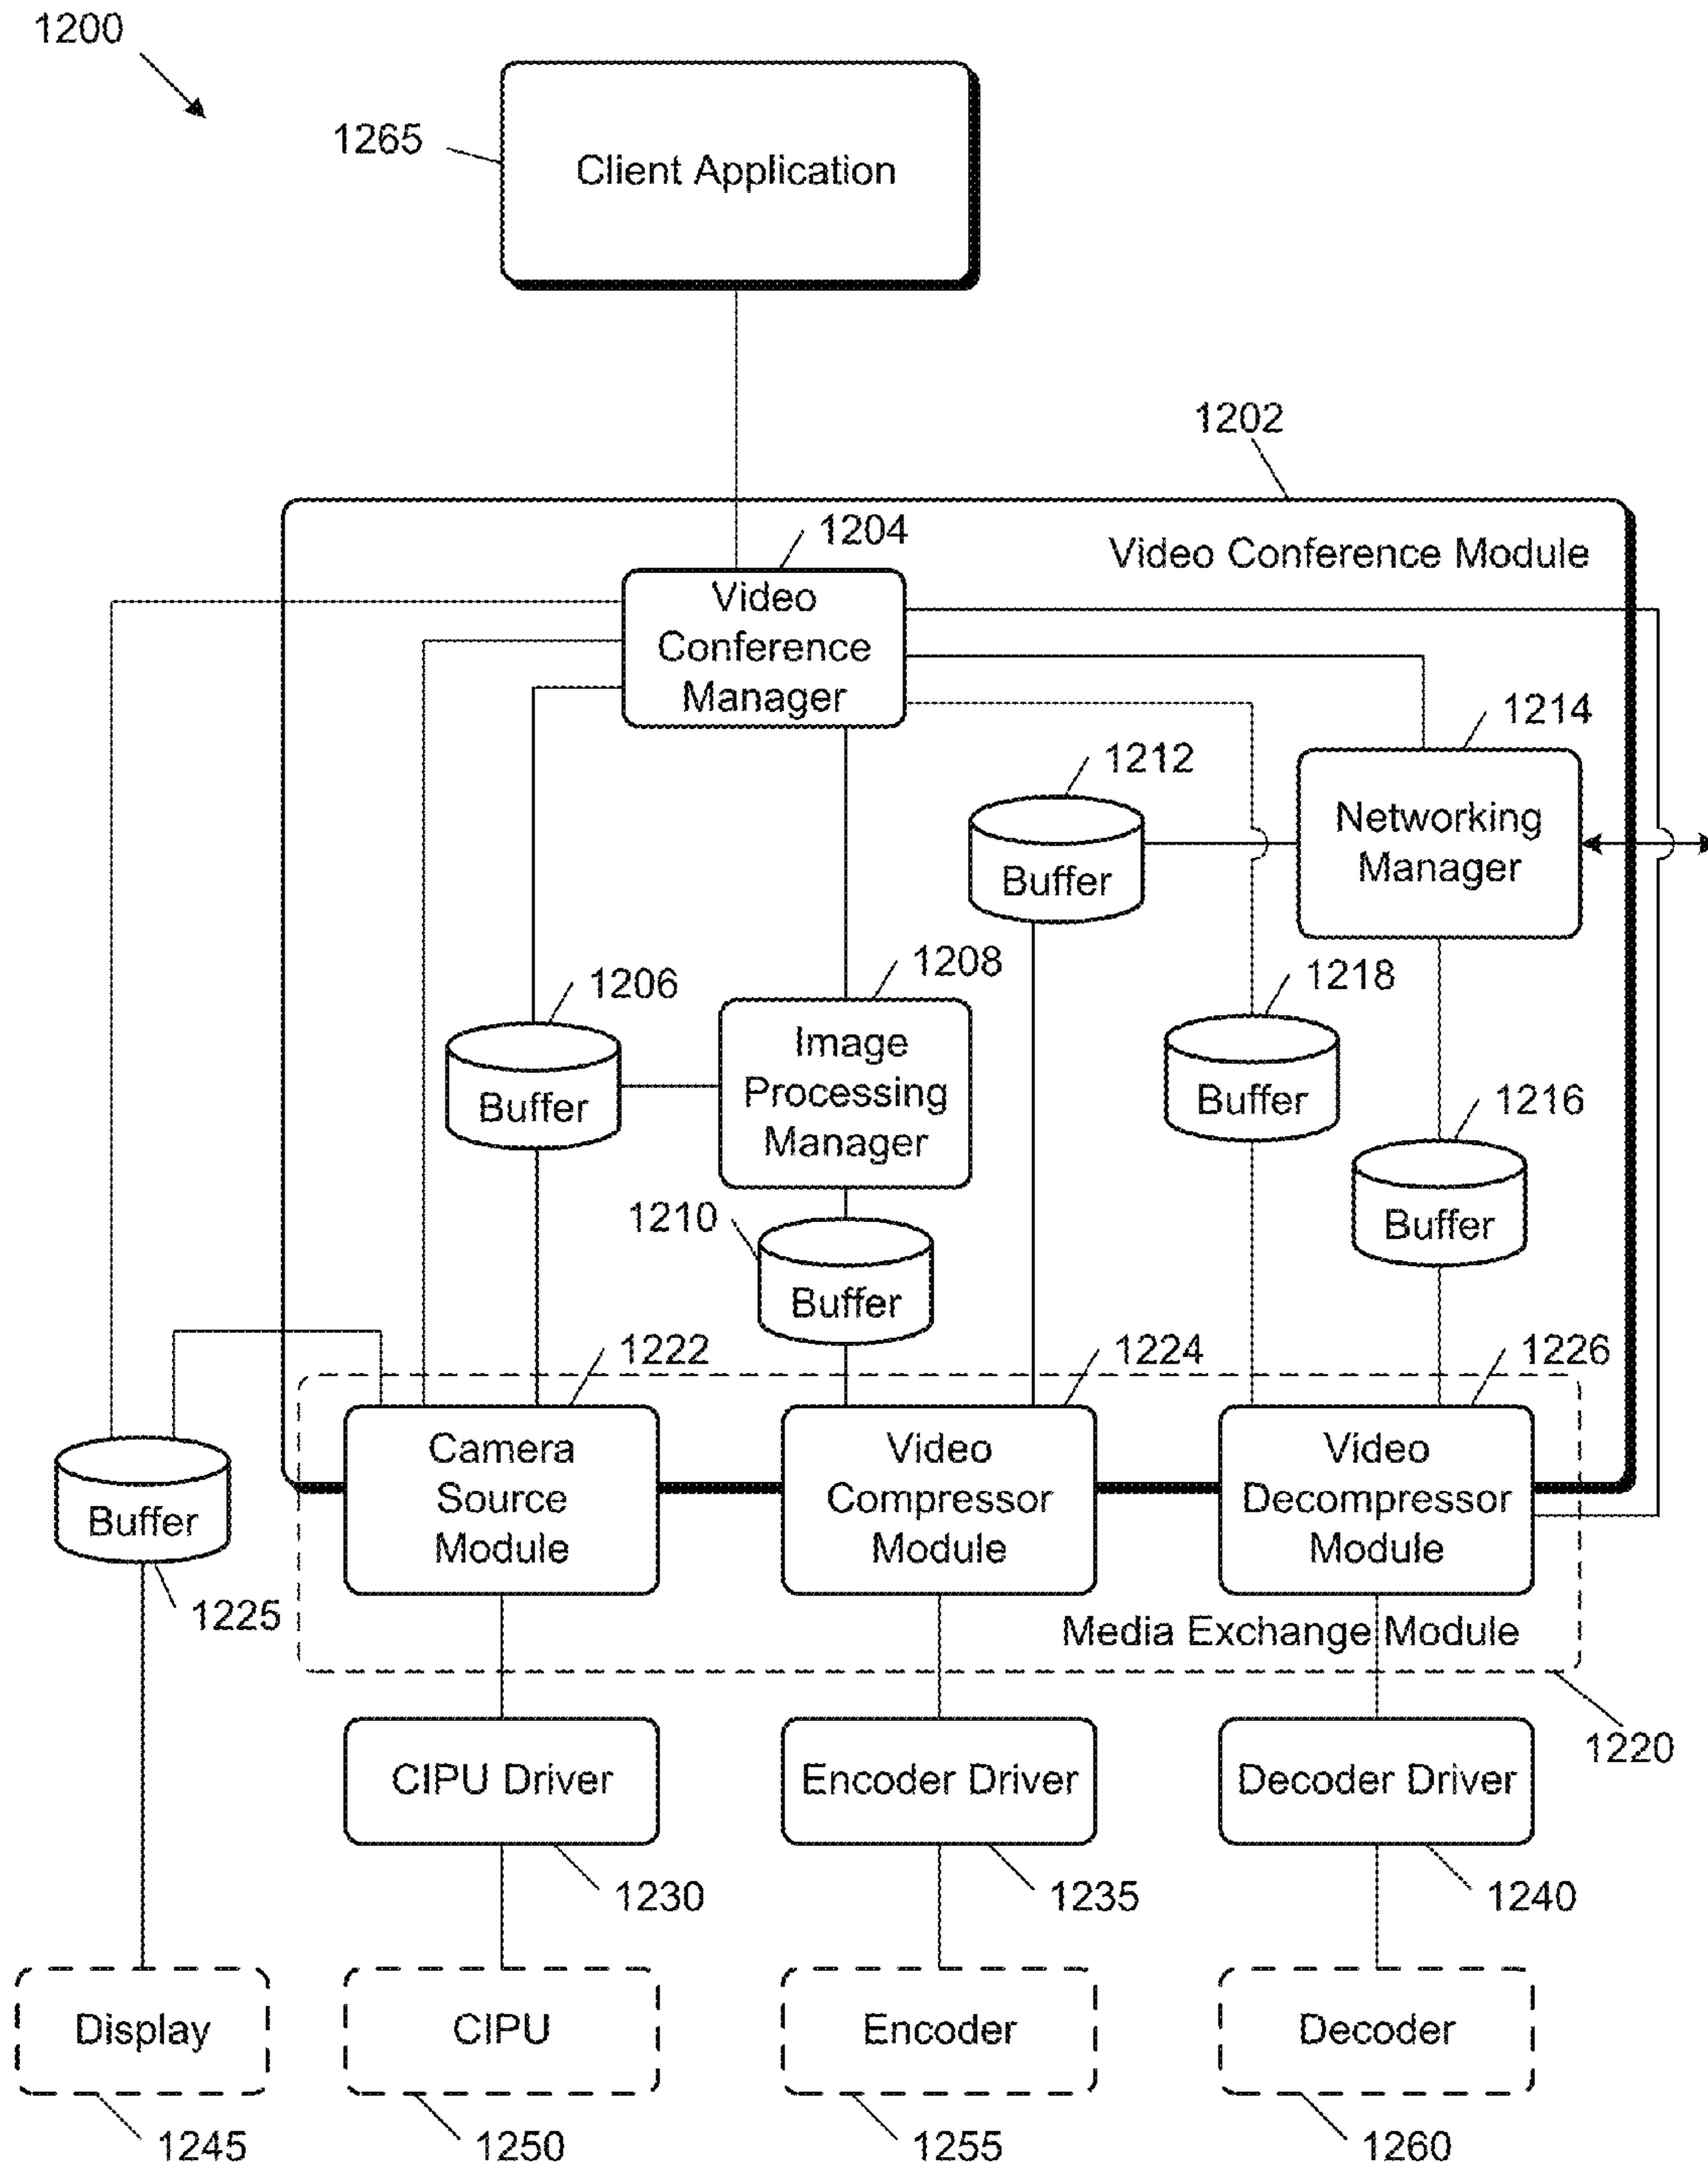 1200
1265
Client Application
1202
1204
Video Conference Module
Video
Conference
Manager
1214
1212
Networking
Manager
Buffer
1208
1218
1206
Image
Processing
Manager
Buffer
Buffer
1216
1210
Buffer
Buffer
1222
1224
1226
Camera
Source
Module
Video
Compressor
Module
Video
Decompressor
Module
Buffer
1225
Media Exchange Module
1220
CIPU Driver
Encoder Driver
Decoder Driver
1230
1235
1240
Display
CIPU
Encoder
Decoder
1245
1250
1255
1260